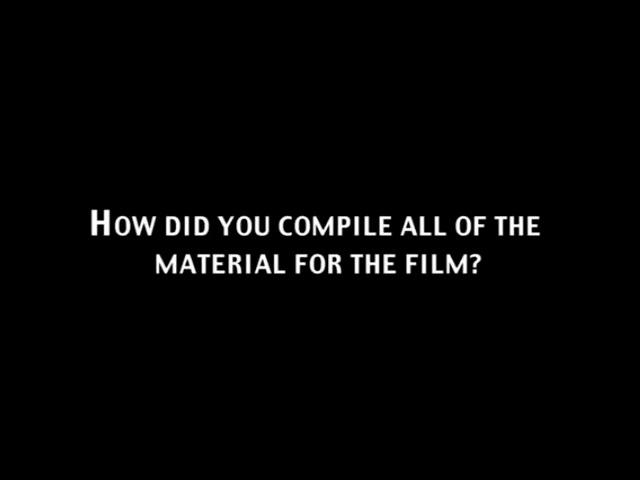 How did you compile all of the
material for the film?